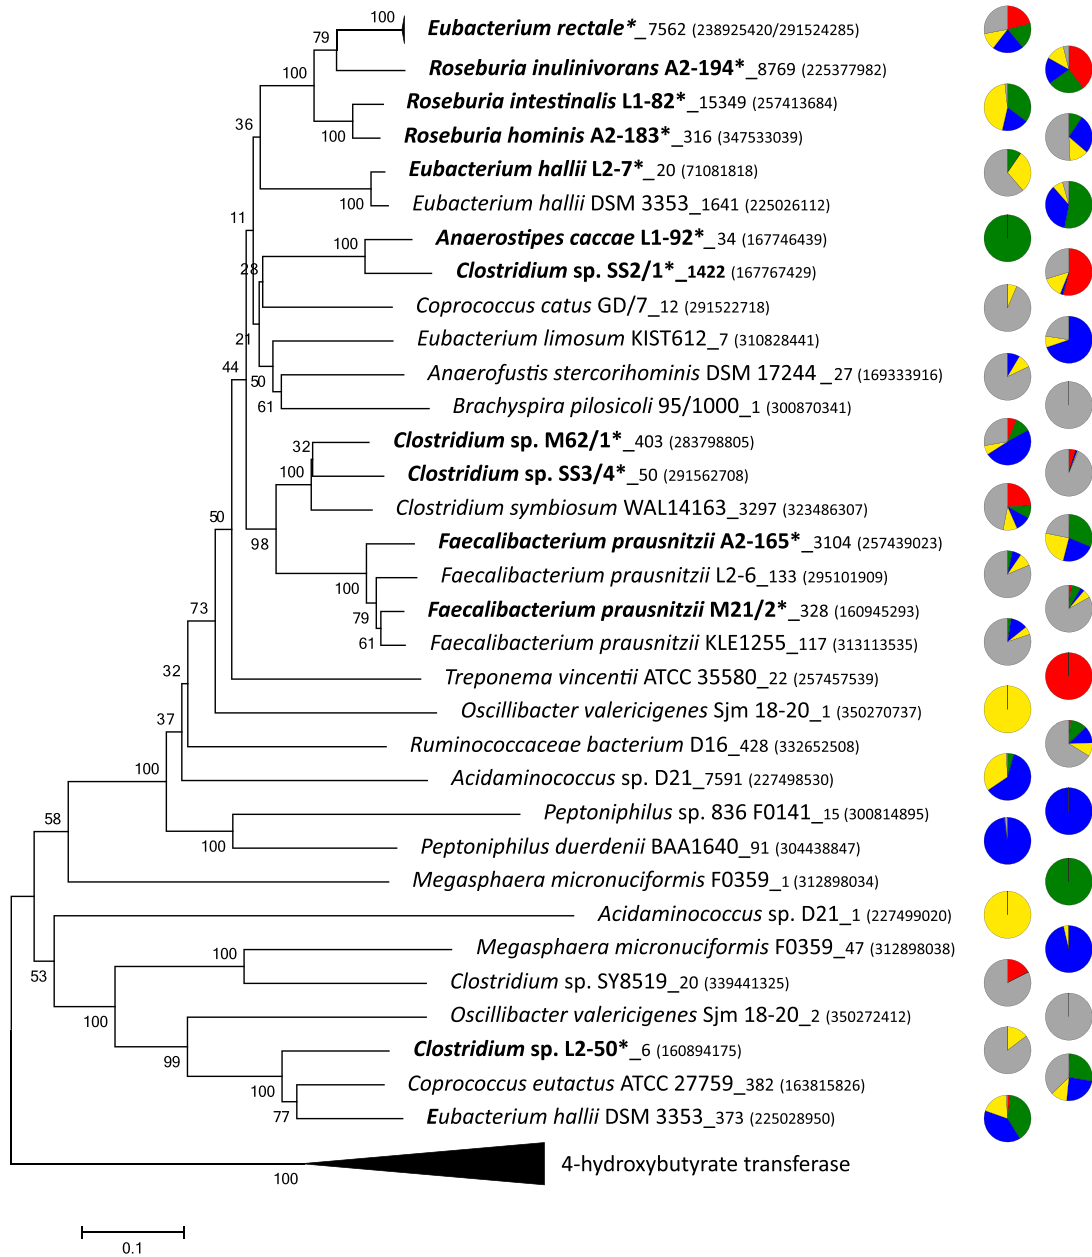 100
Eubacterium rectale*_7562 (238925420/291524285)
79
Roseburia inulinivorans A2-194*_8769 (225377982)
100
Roseburia intestinalis L1-82*_15349 (257413684)
36
100
Roseburia hominis A2-183*_316 (347533039)
Eubacterium hallii L2-7*_20 (71081818)
100
Eubacterium hallii DSM 3353_1641 (225026112)
11
100
Anaerostipes caccae L1-92*_34 (167746439)
28
Clostridium sp. SS2/1*_1422 (167767429)
Coprococcus catus GD/7_12 (291522718)
21
Eubacterium limosum KIST612_7 (310828441)
44
50
Anaerofustis stercorihominis DSM 17244 _27 (169333916)
61
Brachyspira pilosicoli 95/1000_1 (300870341)
32
Clostridium sp. M62/1*_403 (283798805)
100
Clostridium sp. SS3/4*_50 (291562708)
Clostridium symbiosum WAL14163_3297 (323486307)
50
98
Faecalibacterium prausnitzii A2-165*_3104 (257439023)
100
Faecalibacterium prausnitzii L2-6_133 (295101909)
79
Faecalibacterium prausnitzii M21/2*_328 (160945293)
73
61
Faecalibacterium prausnitzii KLE1255_117 (313113535)
32
Treponema vincentii ATCC 35580_22 (257457539)
Oscillibacter valericigenes Sjm 18-20_1 (350270737)
37
Ruminococcaceae bacterium D16_428 (332652508)
100
Acidaminococcus sp. D21_7591 (227498530)
58
Peptoniphilus sp. 836 F0141_15 (300814895)
100
Peptoniphilus duerdenii BAA1640_91 (304438847)
Megasphaera micronuciformis F0359_1 (312898034)
Acidaminococcus sp. D21_1 (227499020)
53
100
Megasphaera micronuciformis F0359_47 (312898038)
Clostridium sp. SY8519_20 (339441325)
100
Oscillibacter valericigenes Sjm 18-20_2 (350272412)
99
Clostridium sp. L2-50*_6 (160894175)
100
Coprococcus eutactus ATCC 27759_382 (163815826)
77
Eubacterium hallii DSM 3353_373 (225028950)
100
4-hydroxybutyrate transferase
0.1